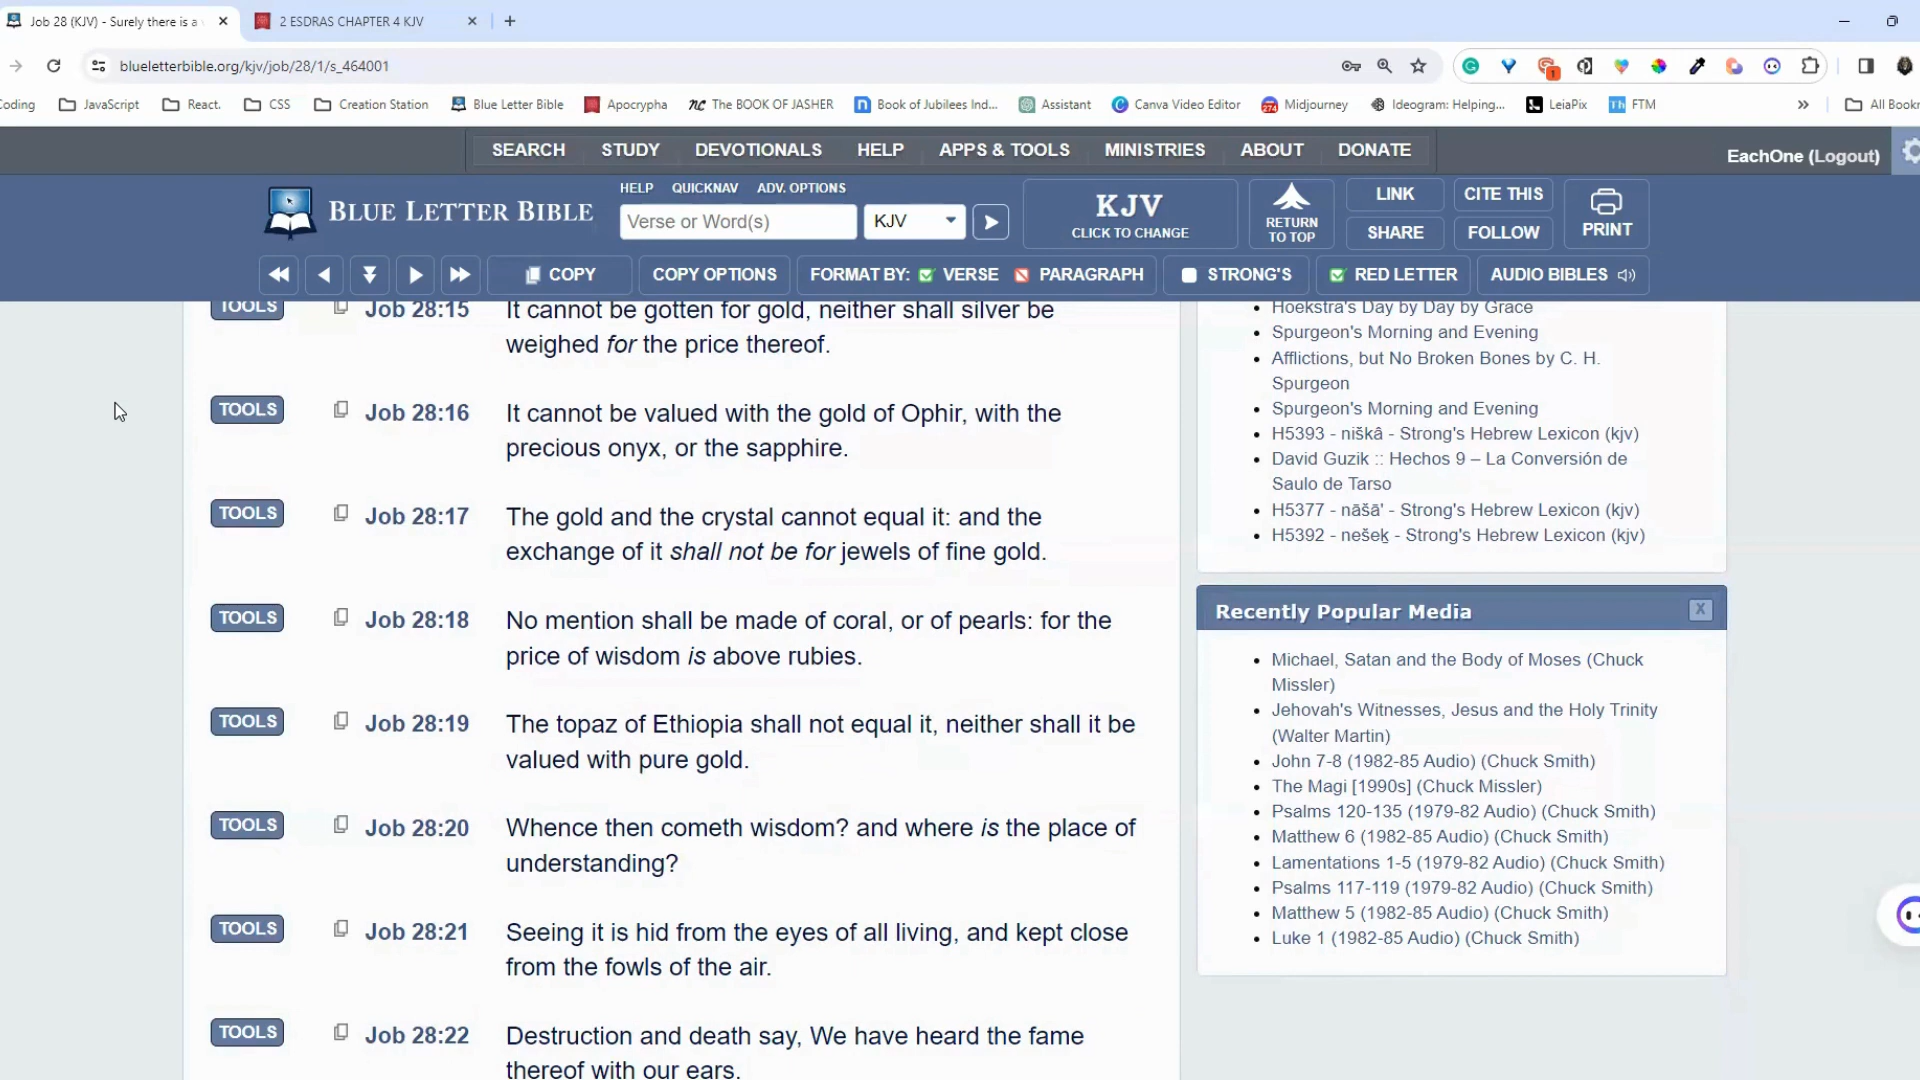 Job 28 (KJV) - Surely there is a
2 ESDRAS CHAPTER 4 KJV
blueletterbible.org/kjv/job/28/1/s_464001
1
Coding
JavaScript
React.
CSS
Creation Station
Blue Letter Bible
Apocrypha
The BOOK OF JASHER
Book of Jubilees Ind...
Assistant
Canva Video Editor
274
Midjourney
Ideogram: Helping...
LeiaPix
Th
FTM
All Bookn
SEARCH
STUDY
DEVOTIONALS
HELP
APPS & TOOLS
MINISTRIES
ABOUT
DONATE
EachOne (Logout)
BLUE LETTER BIBLE
HELP
QUICKNAV
ADV. OPTIONS
Verse or Word(s)
KJV
KJV
CLICK TO CHANGE
RETURN
TO TOP
LINK
CITE THIS
SHARE
FOLLOW
PRINT
COPY
COPY OPTIONS
FORMAT BY:
VERSE
PARAGRAPH
STRONG'S
RED LETTER
AUDIO BIBLES
TOOLS
Job 28:15
It cannot be gotten for gold, neither shall silver be
weighed for the price thereof.
TOOLS
Job 28:16
It cannot be valued with the gold of Ophir, with the
precious onyx, or the sapphire.
TOOLS
Job 28:17
The gold and the crystal cannot equal it: and the
exchange of it shall not be for jewels of fine gold.
TOOLS
Job 28:18
No mention shall be made of coral, or of pearls: for the
price of wisdom is above rubies.
TOOLS
Job 28:19
The topaz of Ethiopia shall not equal it, neither shall it be
valued with pure gold.
TOOLS
Job 28:20
Whence then cometh wisdom? and where is the place of
understanding?
TOOLS
Job 28:21
Seeing it is hid from the eyes of all living, and kept close
from the fowls of the air.
TOOLS
Job 28:22
Destruction and death say, We have heard the fame
thereof with our ears.
Hoekstra's Day by Day by Grace
Spurgeon's Morning and Evening
Afflictions, but No Broken Bones by C. H.
Spurgeon
Spurgeon's Morning and Evening
H5393 - niškâ - Strong's Hebrew Lexicon (kjv)
David Guzik :: Hechos 9 – La Conversión de
Saulo de Tarso
H5377 - nāšā' - Strong's Hebrew Lexicon (kjv)
H5392 - nešeḵ - Strong's Hebrew Lexicon (kjv)
Recently Popular Media
X
Michael, Satan and the Body of Moses (Chuck
Missler)
Jehovah's Witnesses, Jesus and the Holy Trinity
(Walter Martin)
John 7-8 (1982-85 Audio) (Chuck Smith)
The Magi [1990s] (Chuck Missler)
Psalms 120-135 (1979-82 Audio) (Chuck Smith)
Matthew 6 (1982-85 Audio) (Chuck Smith)
Lamentations 1-5 (1979-82 Audio) (Chuck Smith)
Psalms 117-119 (1979-82 Audio) (Chuck Smith)
Matthew 5 (1982-85 Audio) (Chuck Smith)
Luke 1 (1982-85 Audio) (Chuck Smith)